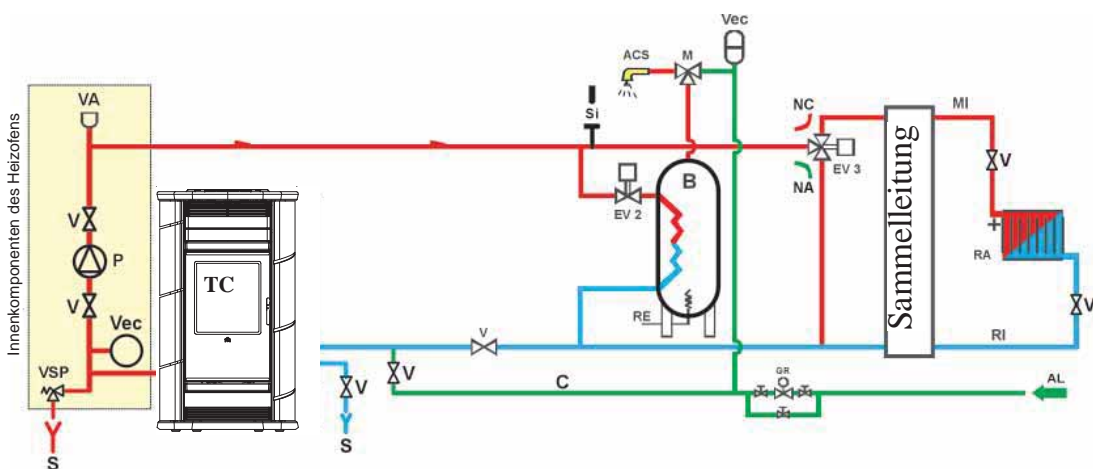 Innenkomponenten des Heizofens
VA
V
P
V
Vec
VSP
S
TC
V
S
V
V
C
Si
EV 2
B
RE
ACS
M
Vec
NC
NA
EV 3
GR
AL
Sammelleitung
MI
V
+
RA
V
RI